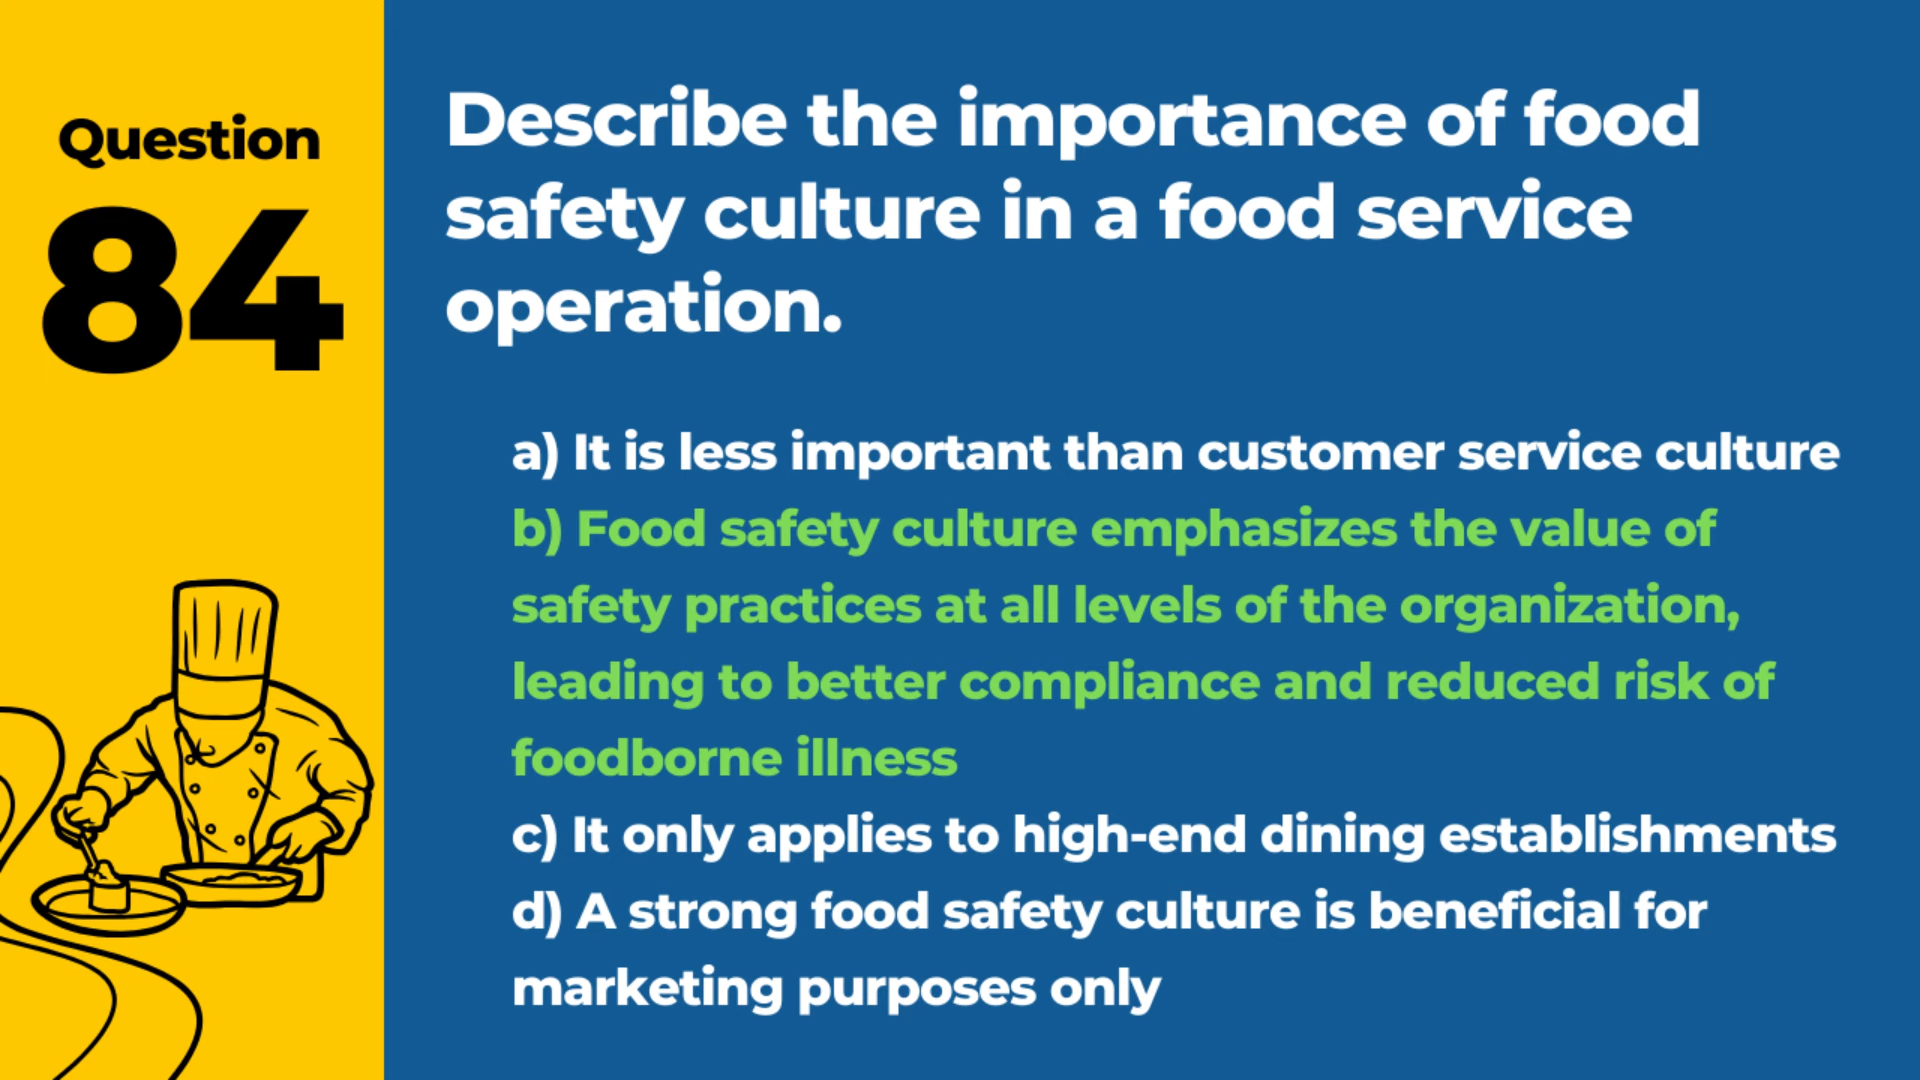 Question
84
Describe the importance of food
safety culture in a food service
operation.
a) It is less important than customer service culture
b) Food safety culture emphasizes the value of
safety practices at all levels of the organization,
leading to better compliance and reduced risk of
foodborne illness
c) It only applies to high-end dining establishments
d) A strong food safety culture is beneficial for
marketing purposes only